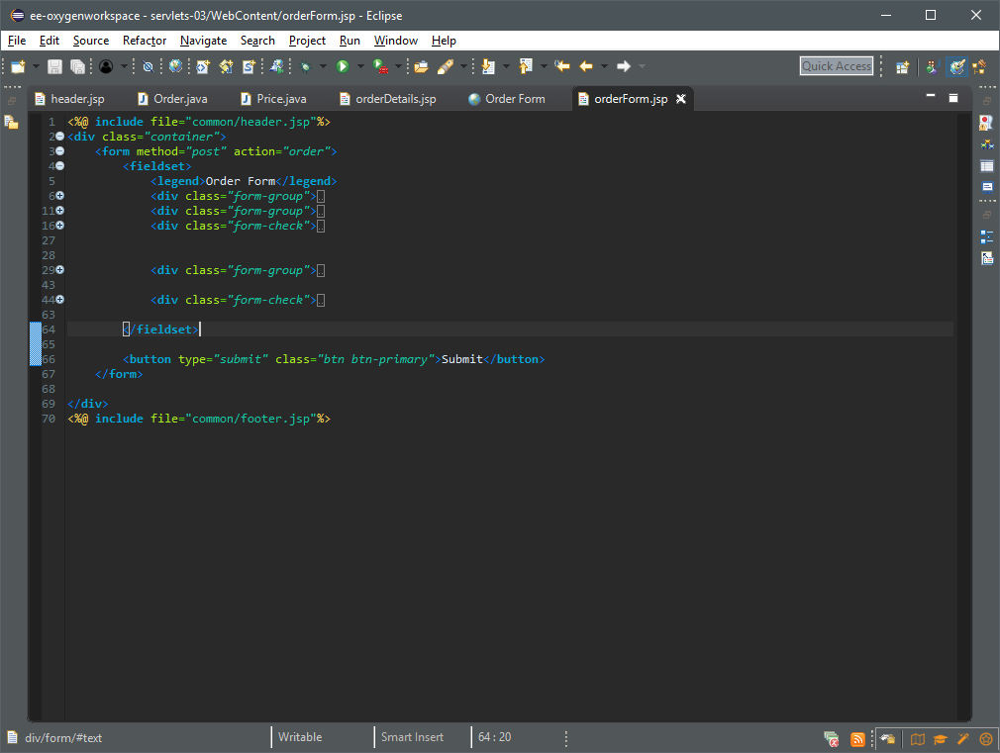 ee-oxygenworkspace - servlets-03/WebContent/orderForm.jsp - Eclipse
File Edit Source Refactor Navigate Search Project Run Window Help
Quick Access
header.jsp Order.java Price.java orderDetails.jsp Order Form orderForm.jsp
1 <%@ include file="common/header.jsp"%>
2 <div class="container">
3 <form method="post" action="order">
4 <fieldset>
5 <legend>Order Form</legend>
6 <div class="form-group">
11 <div class="form-group">
16 <div class="form-check">
27
28
29 <div class="form-group">
43
44 <div class="form-check">
63
64 </fieldset>
65
66 <button type="submit" class="btn btn-primary">Submit</button>
67 </form>
68
69 </div>
70 <%@ include file="common/footer.jsp"%>
div/form/#text Writable Smart Insert 64 : 20